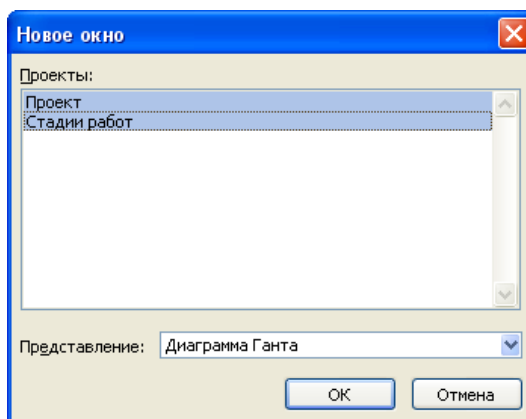 Новое окно
Проекты:
Проект
Стадии работ
Представление: Диаграмма Ганта
ОК Отмена